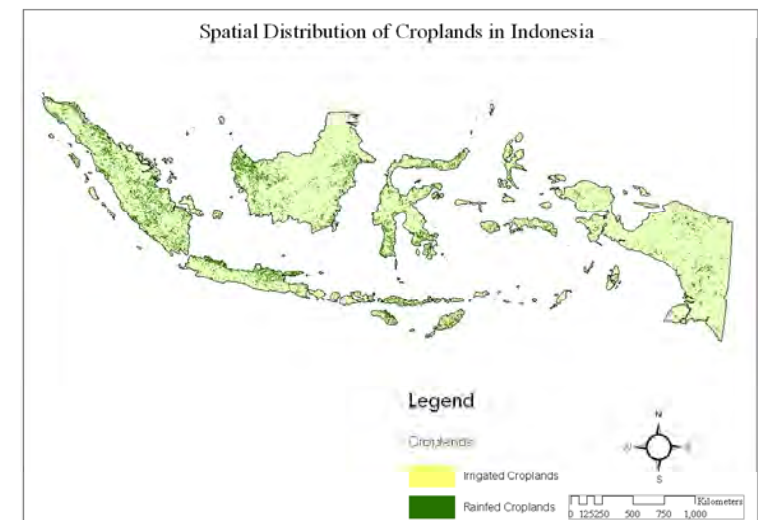 Spatial Distribution of Croplands in Indonesia
Legend
Croplands
Irrigated Croplands
Rainfed Croplands
N
W
E
S
Kilometers
0 125250 500 750 1,000